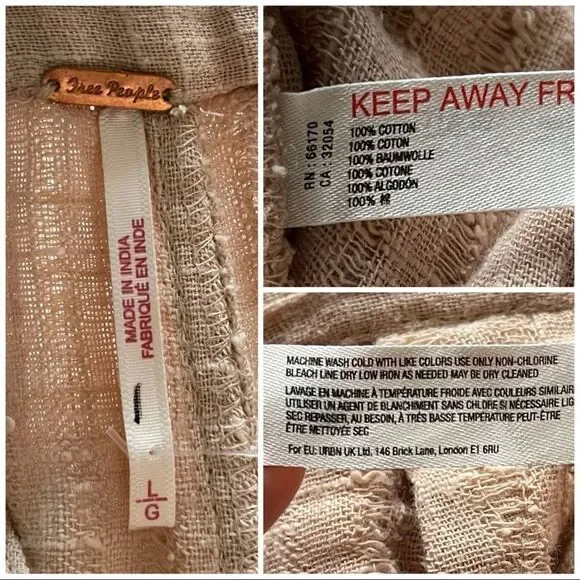 Free People
MADE IN INDIA
FABRIQUÉ EN INDE
L
G
KEEP AWAY FR
RN : 66170
CA : 32054
100% COTTON
100% COTON
100% BAUMWOLLE
100% COTONE
100% ALGODÓN
100% 棉
MACHINE WASH COLD WITH LIKE COLORS USE ONLY NON-CHLORINE
BLEACH LINE DRY LOW IRON AS NEEDED MAY BE DRY CLEANED
LAVAGE EN MACHINE À TEMPÉRATURE FROIDE AVEC COULEURS SIMILAIR
UTILISER UN AGENT DE BLANCHIMENT SANS CHLORE SI NÉCESSAIRE LIG
SEC REPASSER, AU BESOIN, À TRÈS BASSE TEMPÉRATURE PEUT-ÊTRE
ÊTRE NETTOYÉ SEC
For EU: URBN UK Ltd, 146 Brick Lane, London E1 6RU